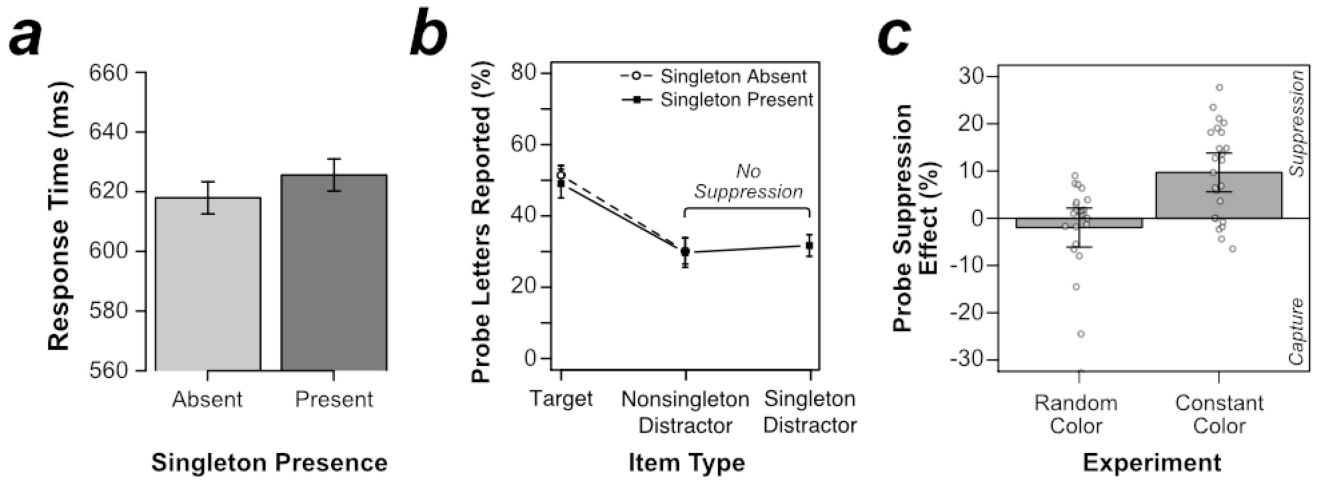 a
Response Time (ms)
660
640
620
600
580
560
Absent
Present
Singleton Presence
b
Probe Letters Reported (%)
80
60
40
20
0
Singleton Absent
Singleton Present
No
Suppression
Target
Nonsingleton
Distractor
Singleton
Distractor
Item Type
c
Probe Suppression
Effect (%)
30
20
10
0
-10
-20
-30
Suppression
Capture
Random
Color
Constant
Color
Experiment